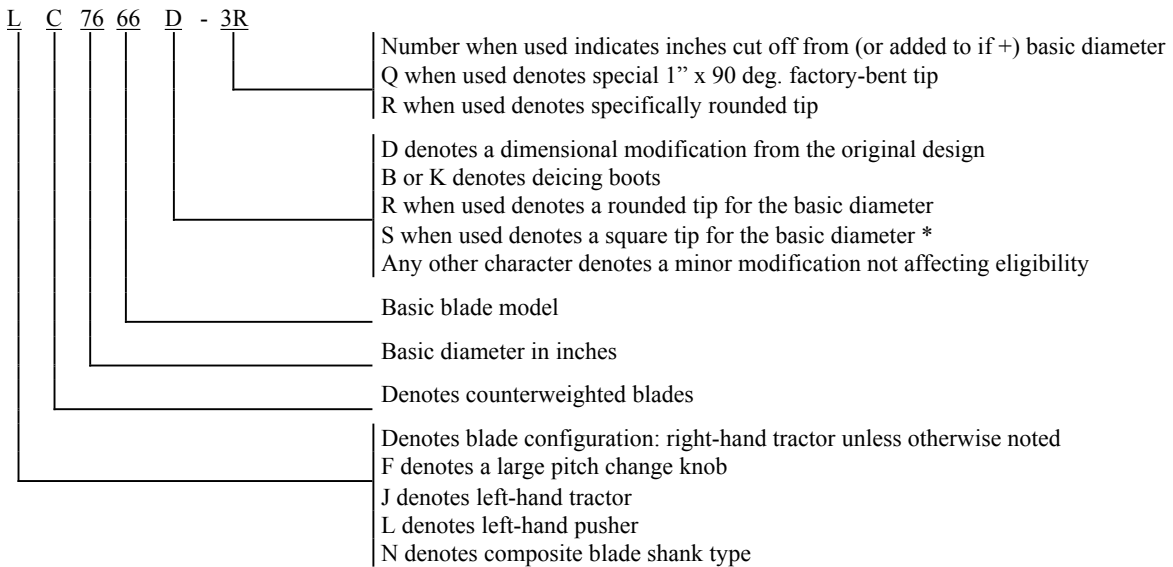 L C 76 66 D - 3R
Number when used indicates inches cut off from (or added to if +) basic diameter
Q when used denotes special 1” x 90 deg. factory-bent tip
R when used denotes specifically rounded tip
D denotes a dimensional modification from the original design
B or K denotes deicing boots
R when used denotes a rounded tip for the basic diameter
S when used denotes a square tip for the basic diameter *
Any other character denotes a minor modification not affecting eligibility
Basic blade model
Basic diameter in inches
Denotes counterweighted blades
Denotes blade configuration: right-hand tractor unless otherwise noted
F denotes a large pitch change knob
J denotes left-hand tractor
L denotes left-hand pusher
N denotes composite blade shank type